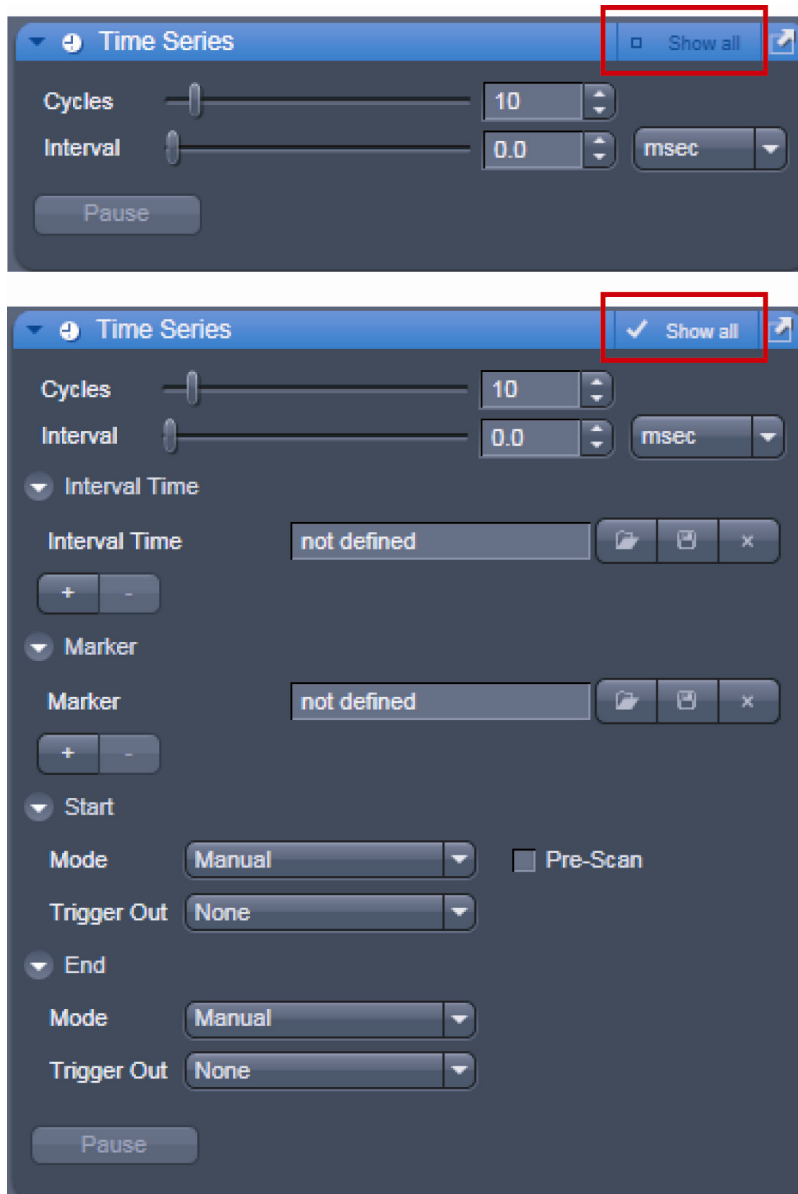 Time Series Show all
Cycles 10
Interval 0.0 msec
Pause
Time Series Show all
Cycles 10
Interval 0.0 msec
Interval Time
Interval Time not defined
+ -
Marker
Marker not defined
+ -
Start
Mode Manual Pre-Scan
Trigger Out None
End
Mode Manual
Trigger Out None
Pause